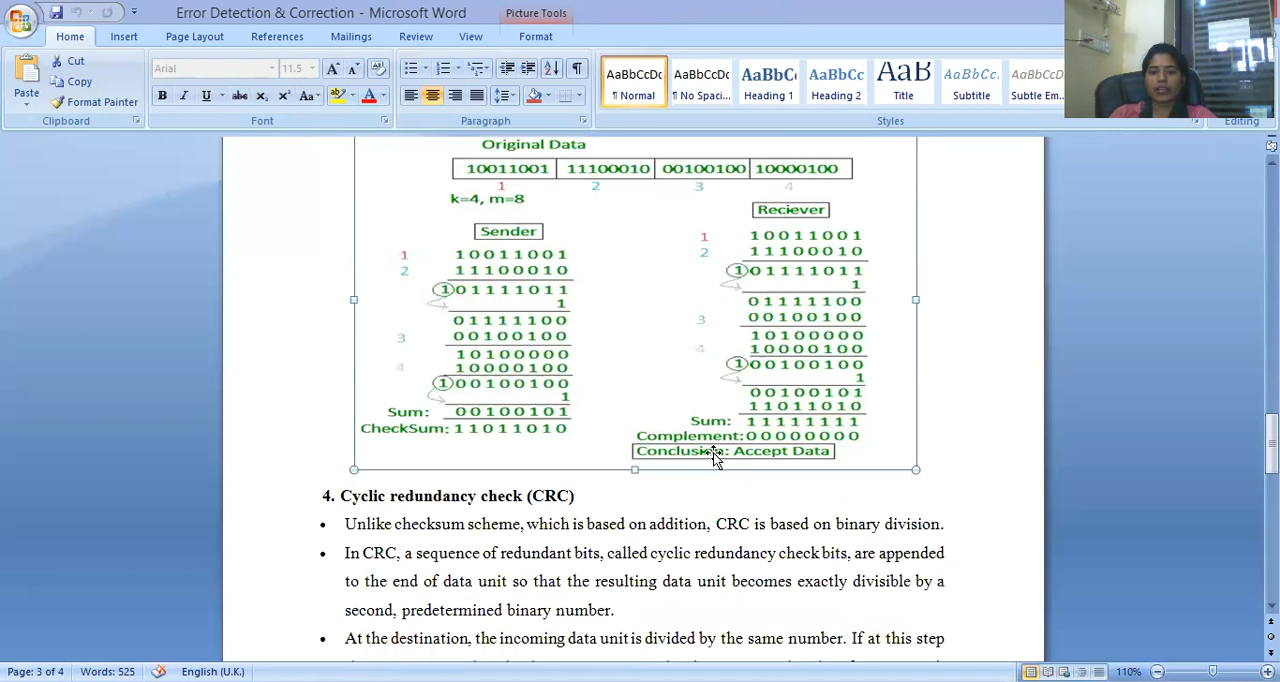 Error Detection & Correction - Microsoft Word
Picture Tools
Home Insert Page Layout References Mailings Review View Format
Paste
Cut
Copy
Format Painter
Clipboard
Arial 11.5
Font
Paragraph
AaBbCcDc AaBbCcDc AaBbC AaBbCc AaB AaBbCc. AaBbCcDc
¶ Normal ¶ No Spaci... Heading 1 Heading 2 Title Subtitle Subtle Em...
Styles
Editing
Original Data
10011001 11100010 00100100 10000100
1 2 3 4
k=4, m=8
Sender
1 10011001
2 11100010
1 01111011
1
01111100
3 00100100
10100000
4 10000100
1 00100100
1
Sum: 00100101
CheckSum: 11011010
Reciever
1 10011001
2 11100010
1 01111011
1
01111100
3 00100100
10100000
4 10000100
1 00100100
1
00100101
11011010
Sum: 11111111
Complement:00000000
Conclusion: Accept Data
4. Cyclic redundancy check (CRC)
• Unlike checksum scheme, which is based on addition, CRC is based on binary division.
• In CRC, a sequence of redundant bits, called cyclic redundancy check bits, are appended
to the end of data unit so that the resulting data unit becomes exactly divisible by a
second, predetermined binary number.
• At the destination, the incoming data unit is divided by the same number. If at this step
Page: 3 of 4 Words: 525 English (U.K.) 110%